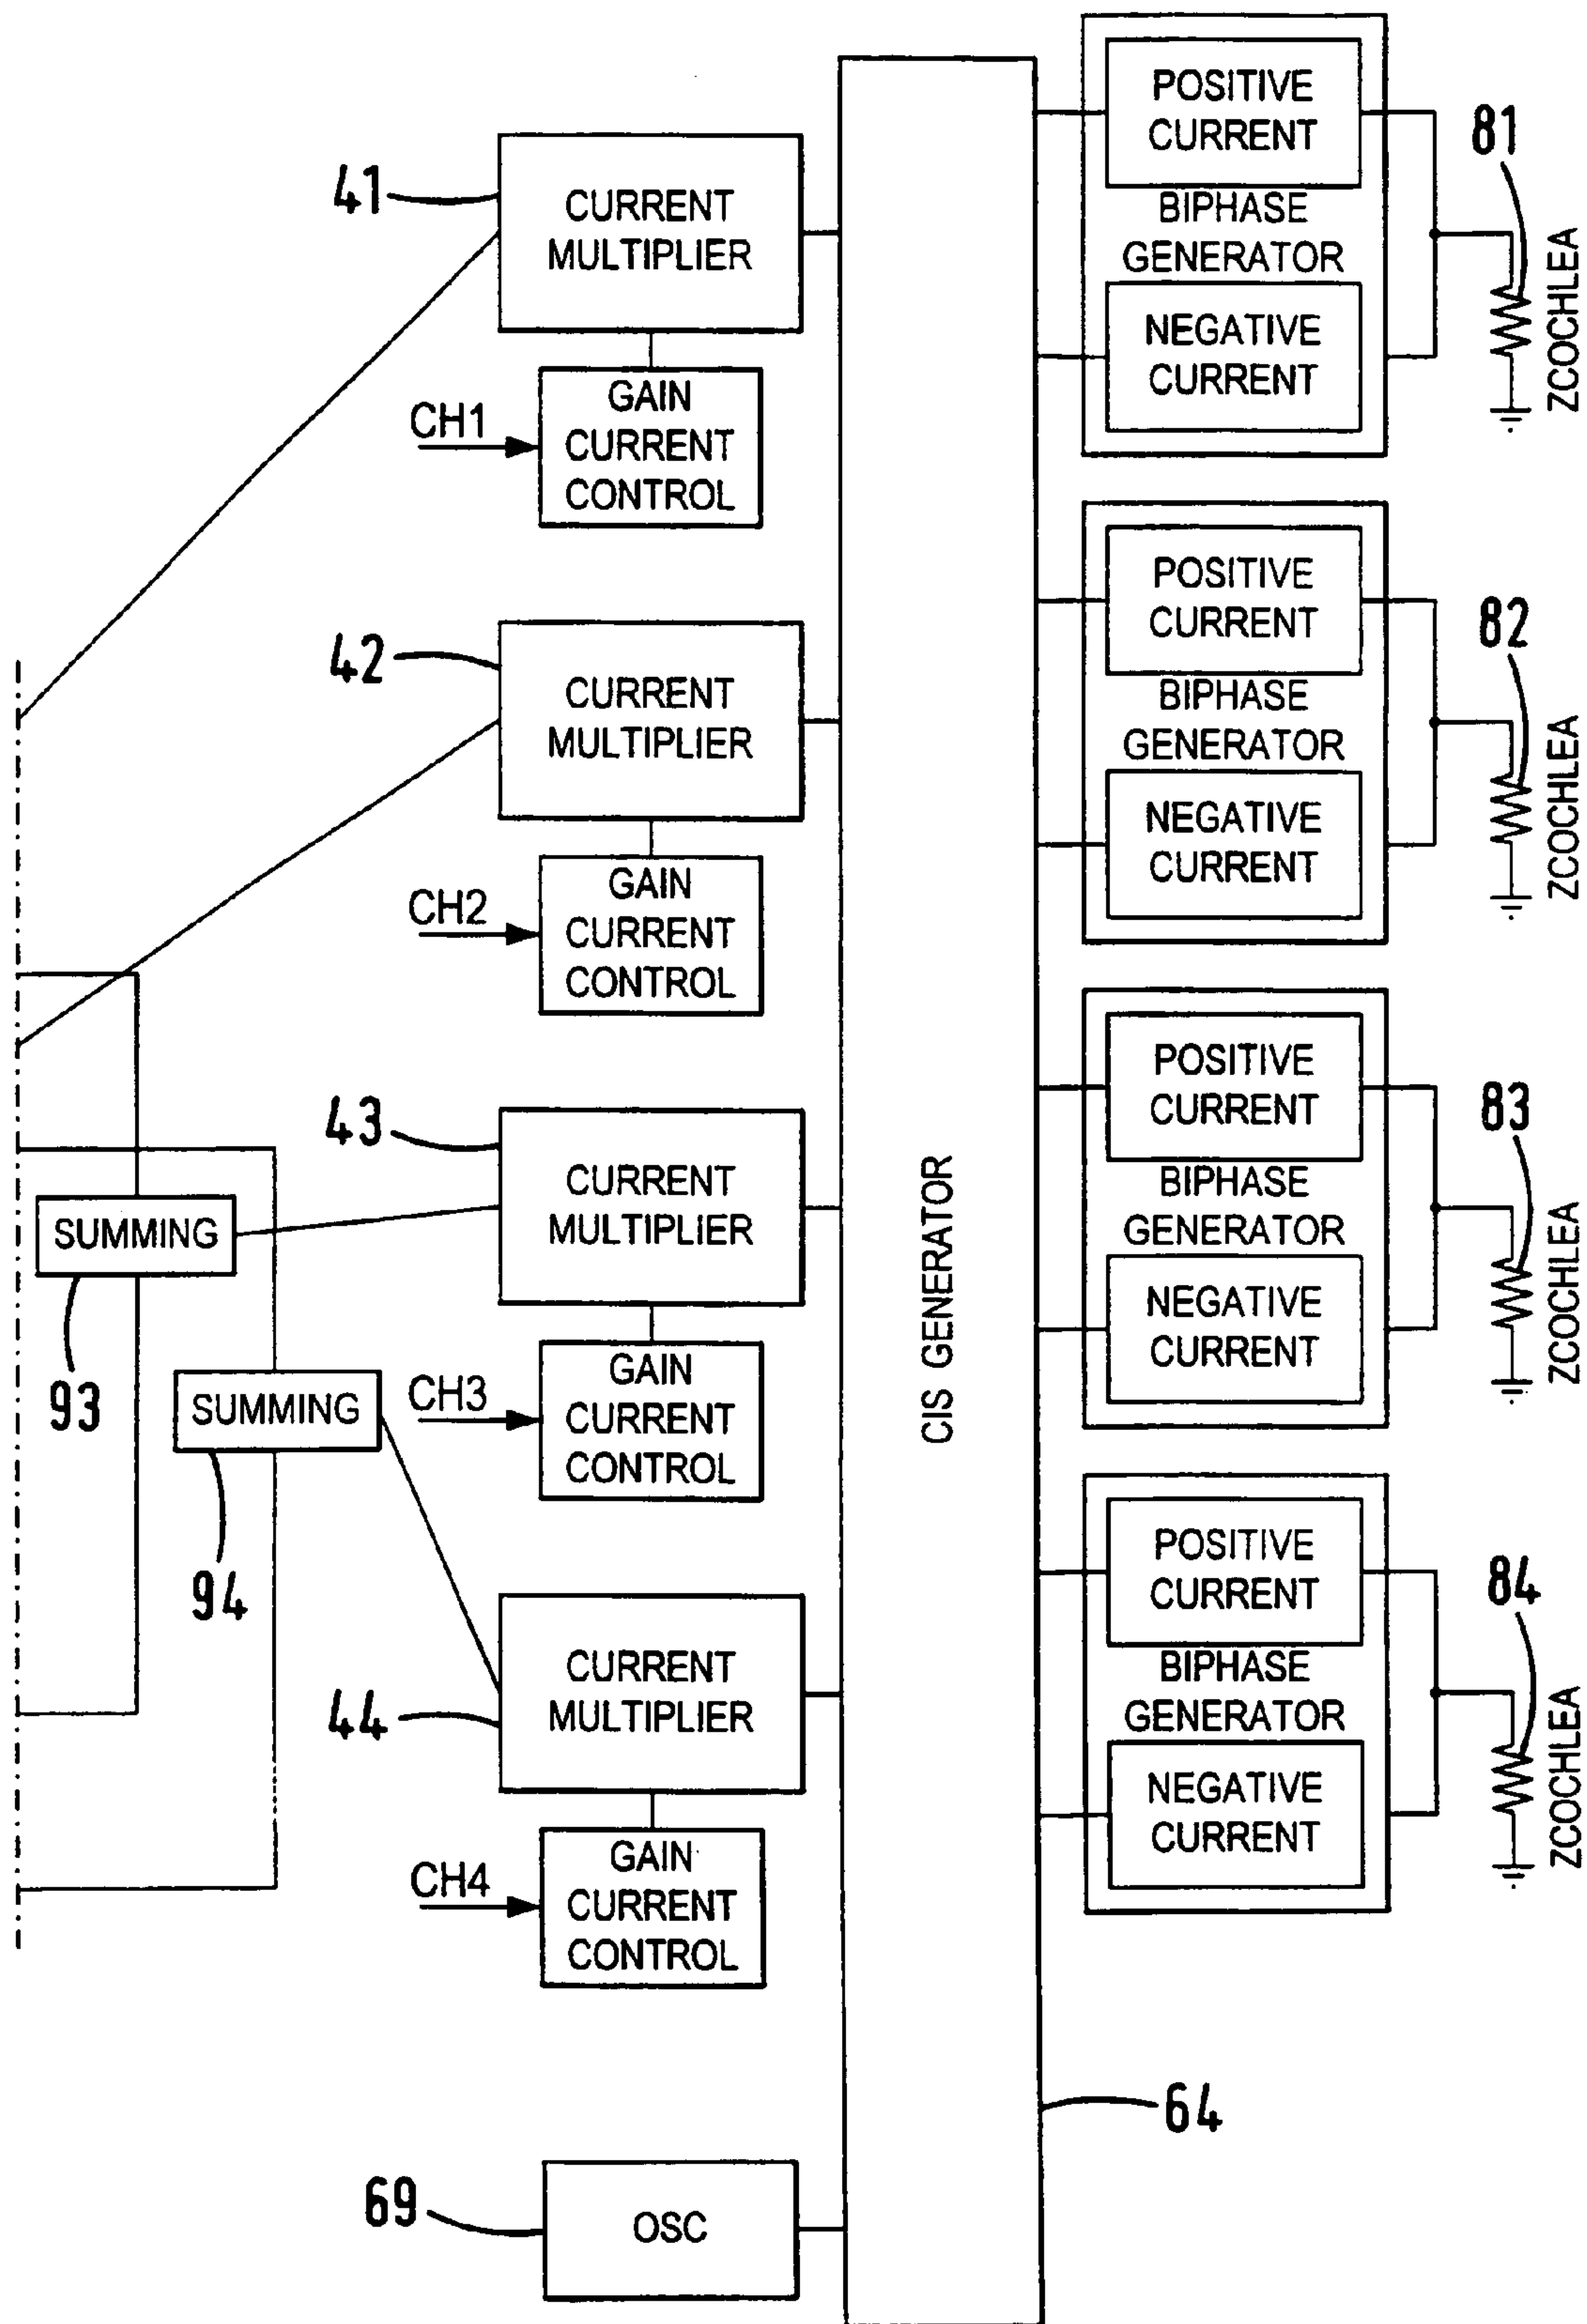 41
CURRENT
MULTIPLIER
CH1
GAIN
CURRENT
CONTROL
42
CURRENT
MULTIPLIER
CH2
GAIN
CURRENT
CONTROL
43
CURRENT
MULTIPLIER
CH3
GAIN
CURRENT
CONTROL
SUMMING
93
SUMMING
94
44
CURRENT
MULTIPLIER
CH4
GAIN
CURRENT
CONTROL
69
OSC
CIS GENERATOR
64
POSITIVE
CURRENT
BIPHASE
GENERATOR
NEGATIVE
CURRENT
81
ZCOCHLEA
POSITIVE
CURRENT
BIPHASE
GENERATOR
NEGATIVE
CURRENT
82
ZCOCHLEA
POSITIVE
CURRENT
BIPHASE
GENERATOR
NEGATIVE
CURRENT
83
ZCOCHLEA
POSITIVE
CURRENT
BIPHASE
GENERATOR
NEGATIVE
CURRENT
84
ZCOCHLEA